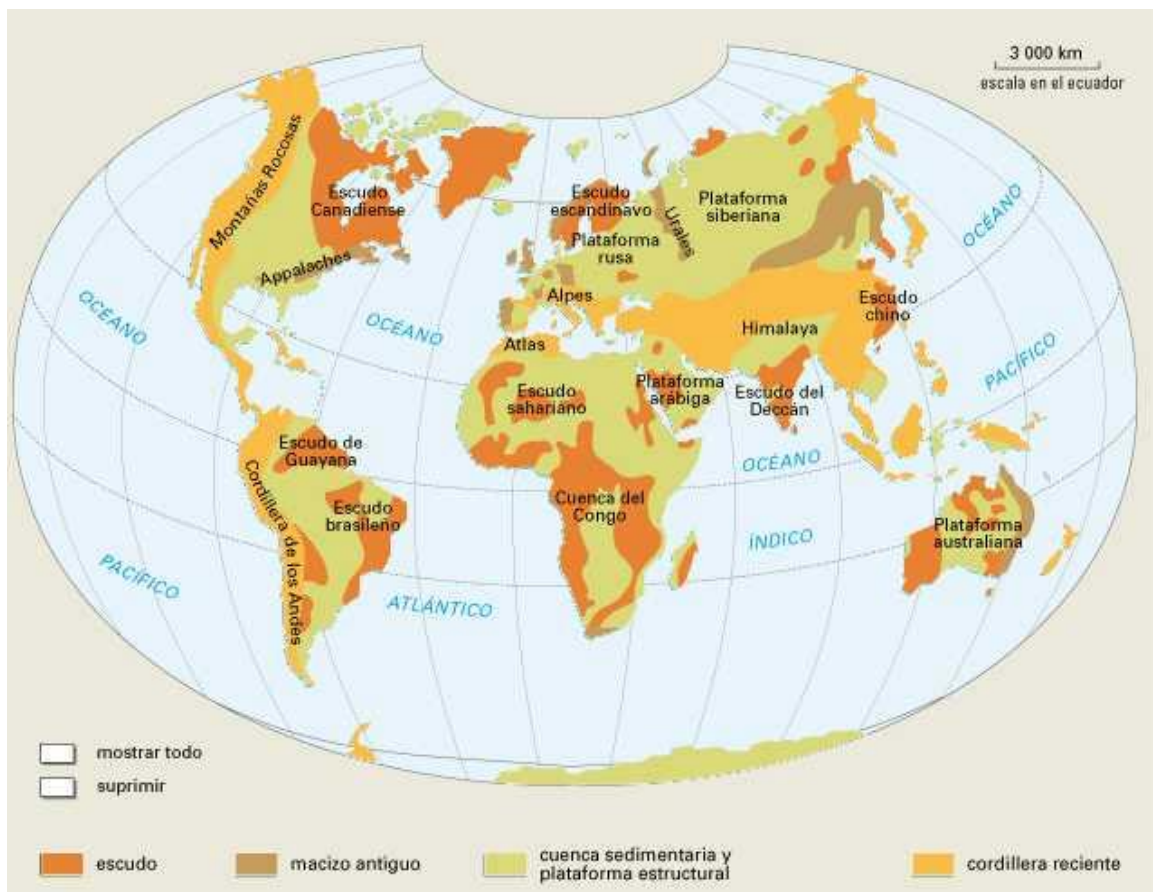 3 000 km
escala en el ecuador
Montañas Rocosas
Escudo
Canadiense
Appalaches
Escudo
escandinavo
Urales
Plataforma
siberiana
Plataforma
rusa
Alpes
Atlas
Himalaya
Escudo
chino
Escudo
sahariano
Plataforma
arábiga
Escudo del
Deccán
Escudo de
Guayana
Escudo
brasileño
Cordillera de los Andes
Cuenca del
Congo
Plataforma
australiana
OCÉANO
PACÍFICO
OCÉANO
ATLÁNTICO
OCÉANO
ÍNDICO
OCÉANO
PACÍFICO
mostrar todo
suprimir
escudo
macizo antiguo
cuenca sedimentaria y
plataforma estructural
cordillera reciente